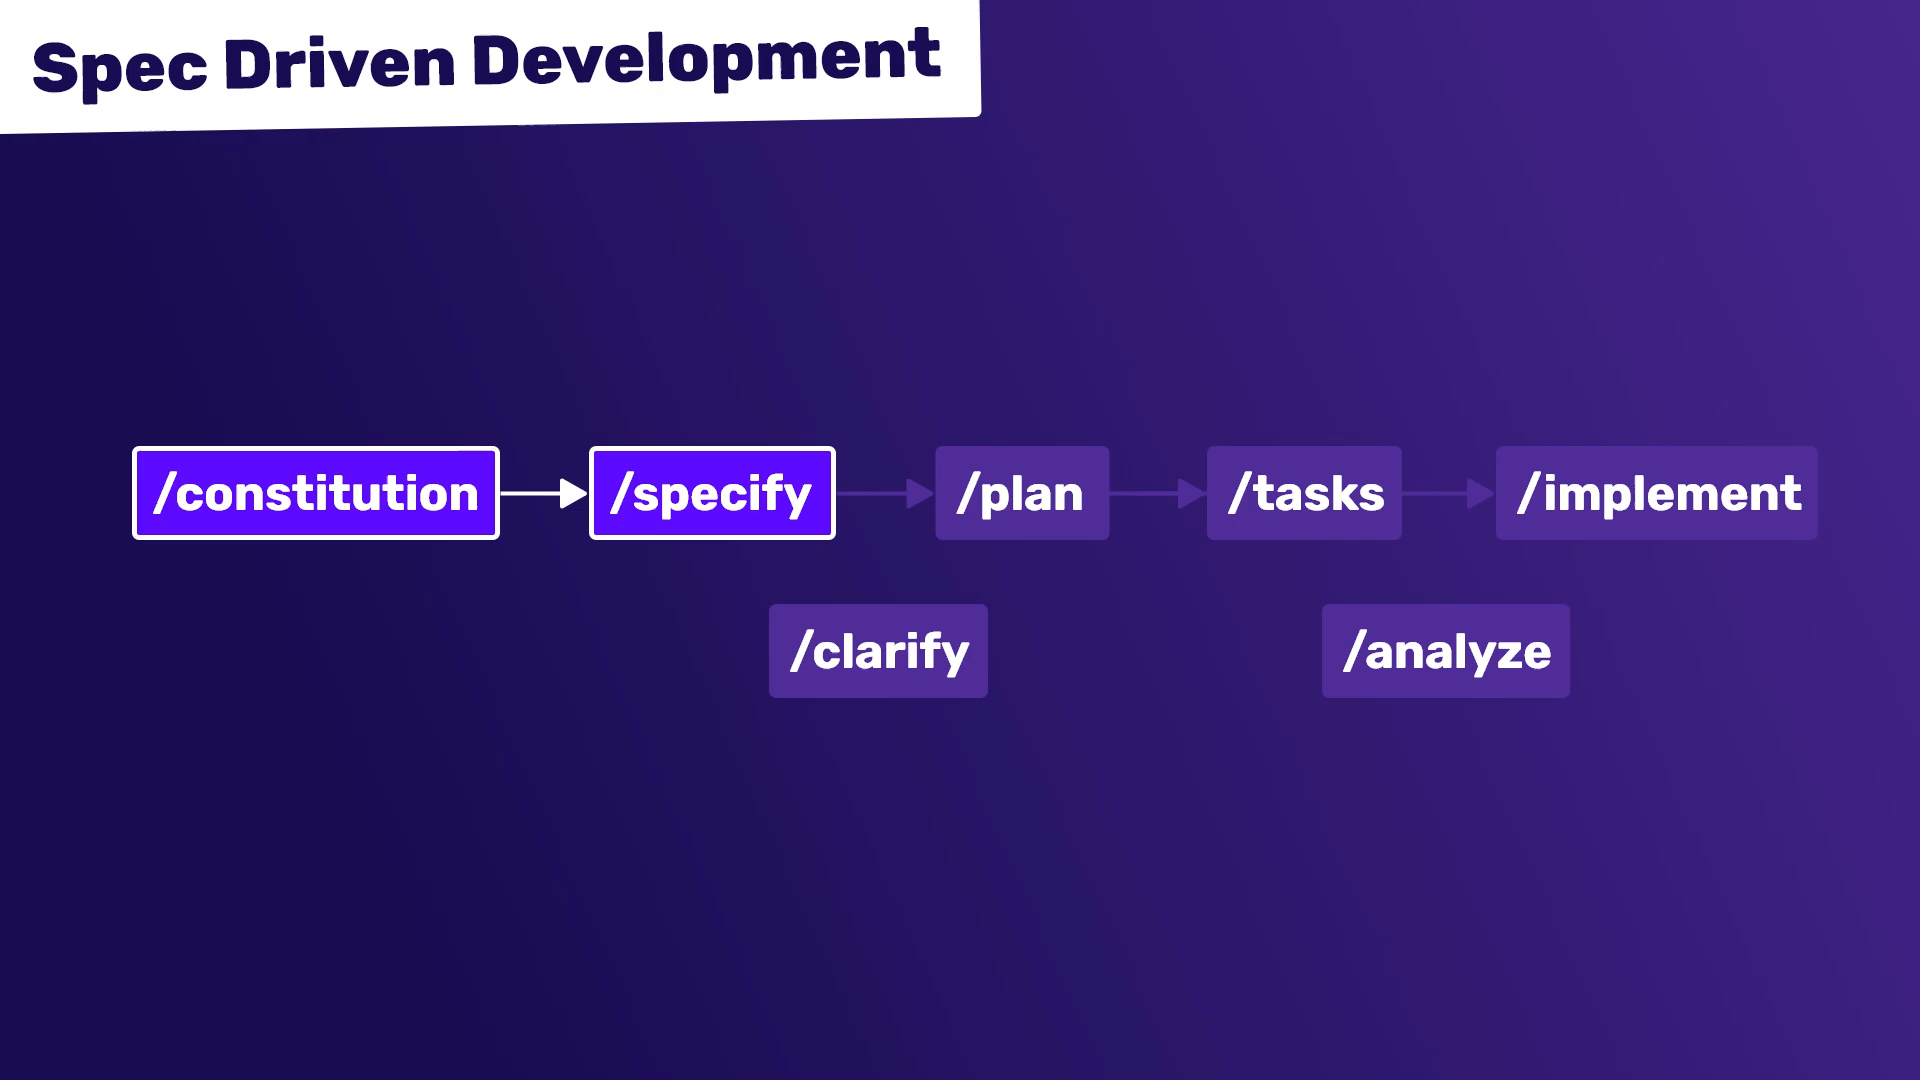 Spec Driven Development
/constitution
/specify
/plan
/tasks
/implement
/clarify
/analyze